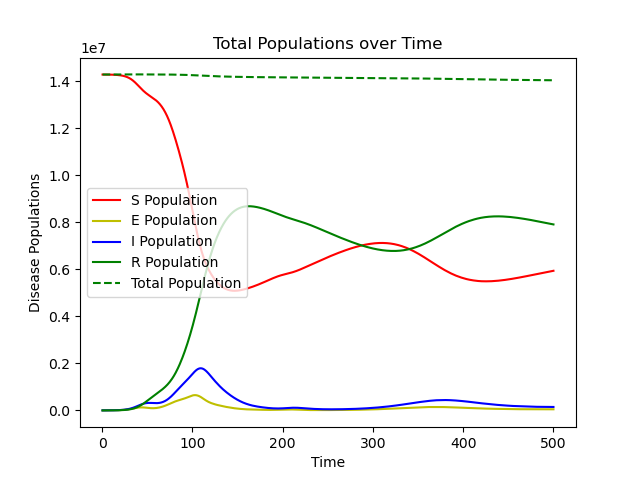 Total Populations over Time
1e7
1.4
1.2
1.0
0.8
0.6
0.4
0.2
0.0
Disease Populations
S Population
E Population
I Population
R Population
Total Population
0 100 200 300 400 500
Time